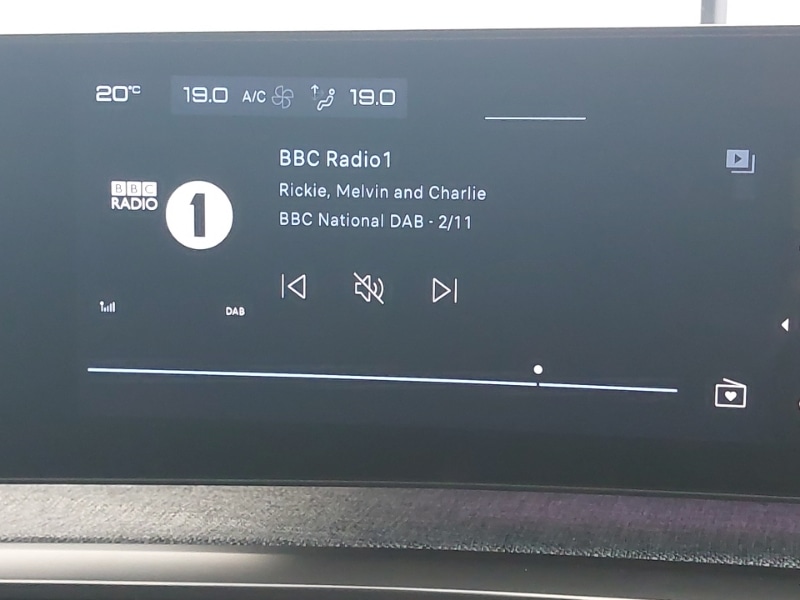 20°C 19.0 A/C 19.0
BBC Radio1
Rickie, Melvin and Charlie
BBC National DAB - 2/11
BBC
RADIO 1
DAB